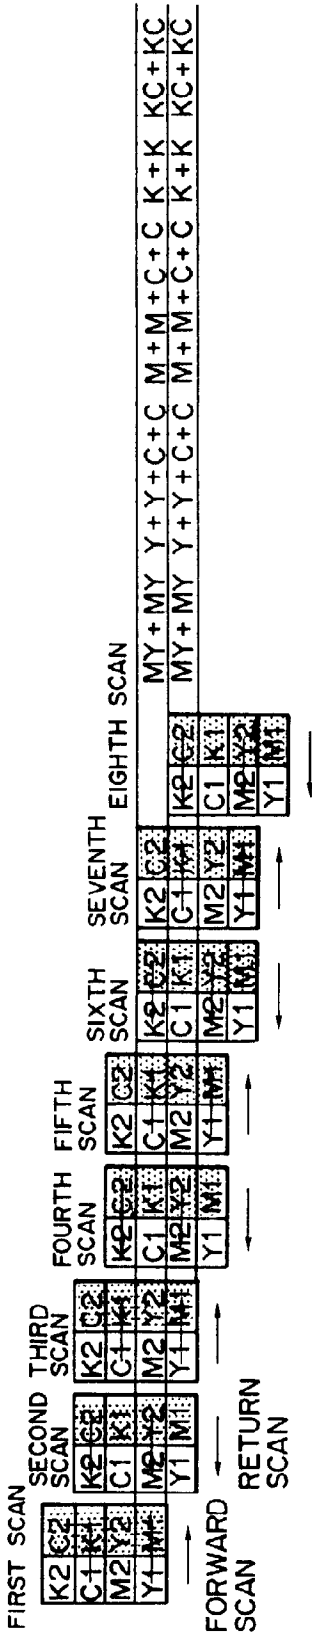 FIRST SCAN
K2 C2
C1 K1
M2 Y2
Y1 M1
FORWARD SCAN
SECOND SCAN
K2 C2
C1 K1
M2 Y2
Y1 M1
RETURN SCAN
THIRD SCAN
K2 C2
C1 K1
M2 Y2
Y1 M1
FOURTH SCAN
K2 C2
C1 K1
M2 Y2
Y1 M1
FIFTH SCAN
K2 C2
C1 K1
M2 Y2
Y1 M1
SIXTH SCAN
K2 C2
C1 K1
M2 Y2
Y1 M1
SEVENTH SCAN
K2 C2
C1 K1
M2 Y2
Y1 M1
EIGHTH SCAN
K2 C2
C1 K1
M2 Y2
Y1 M1
MY+MY Y+Y+C+C M+M+C+C K+K KC+KC
MY+MY Y+Y+C+C M+M+C+C K+K KC+KC